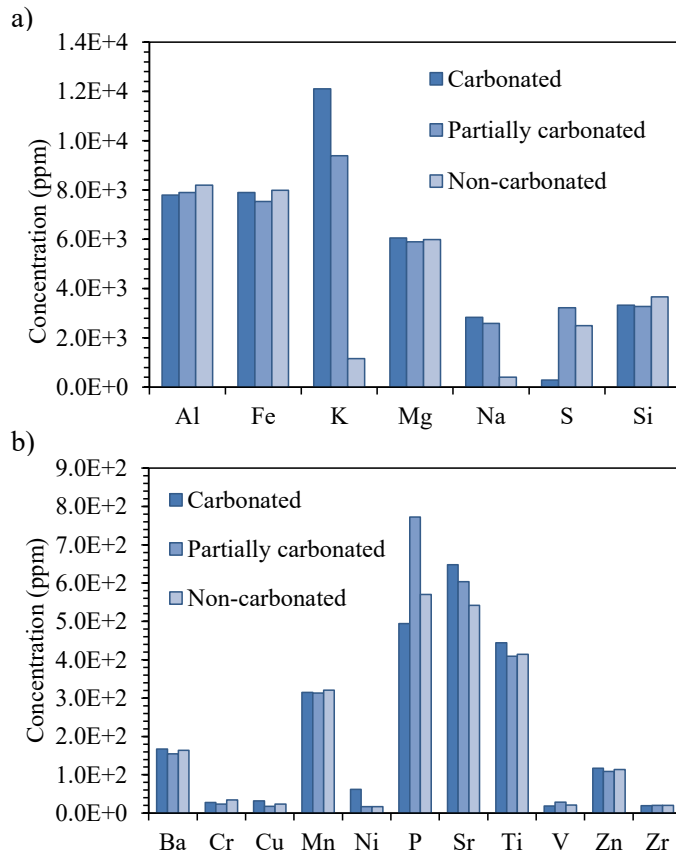 a)
1.4E+4
1.2E+4
1.0E+4
8.0E+3
6.0E+3
4.0E+3
2.0E+3
0.0E+0
Concentration (ppm)
Carbonated
Partially carbonated
Non-carbonated
Al Fe K Mg Na S Si
b)
9.0E+2
8.0E+2
7.0E+2
6.0E+2
5.0E+2
4.0E+2
3.0E+2
2.0E+2
1.0E+2
0.0E+0
Concentration (ppm)
Carbonated
Partially carbonated
Non-carbonated
Ba Cr Cu Mn Ni P Sr Ti V Zn Zr